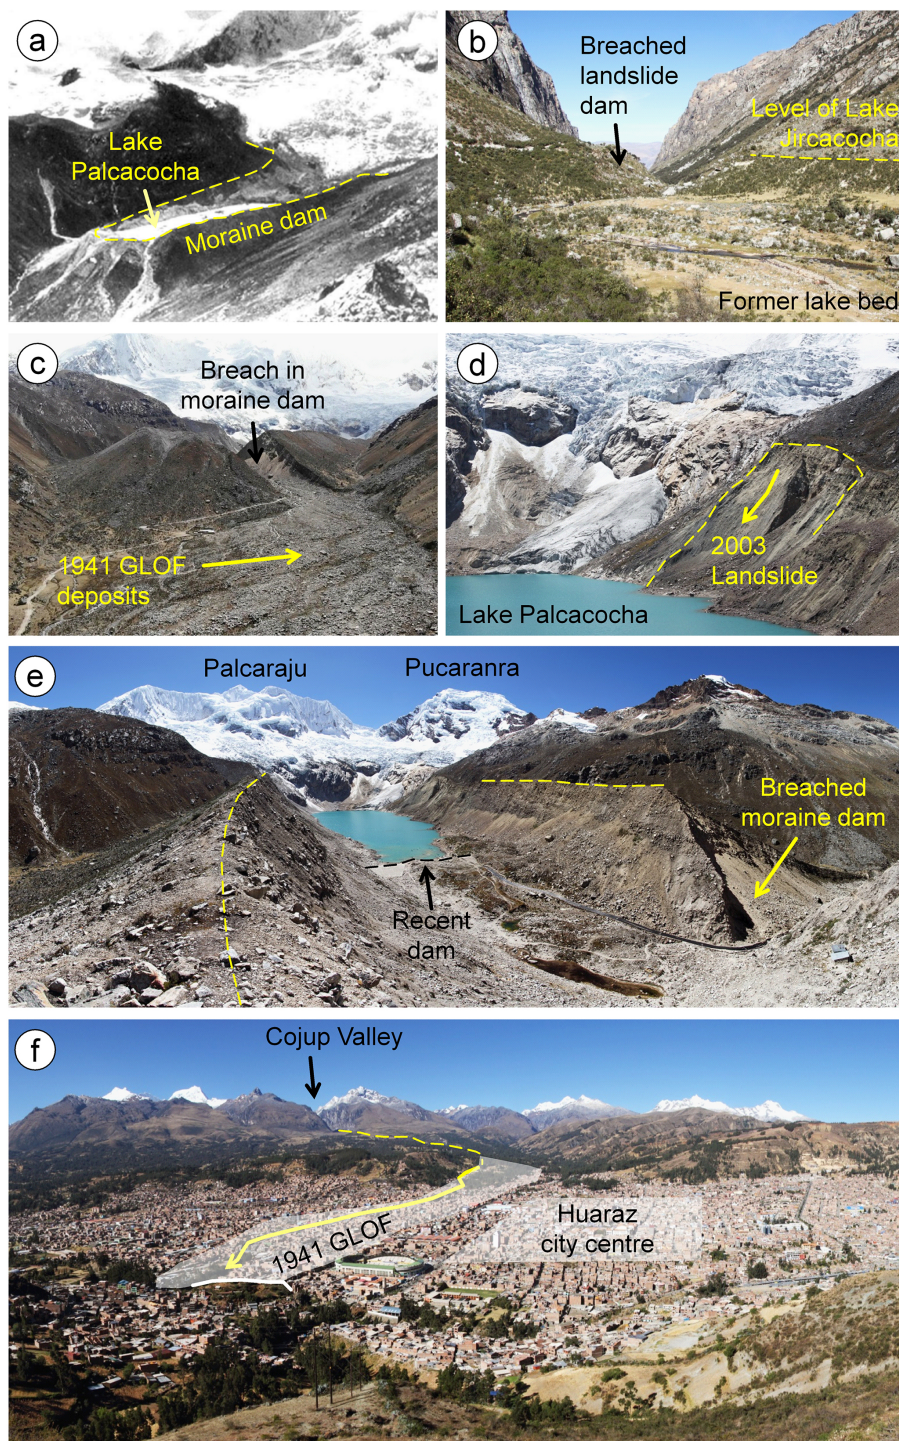 a
Lake
Palcacocha
Moraine dam
b
Breached
landslide
dam
Level of Lake
Jircacocha
Former lake bed
c
Breach in
moraine dam
1941 GLOF
deposits
d
2003
Landslide
Lake Palcacocha
e
Palcaraju
Pucaranra
Breached
moraine dam
Recent
dam
f
Cojup Valley
1941 GLOF
Huaraz
city centre